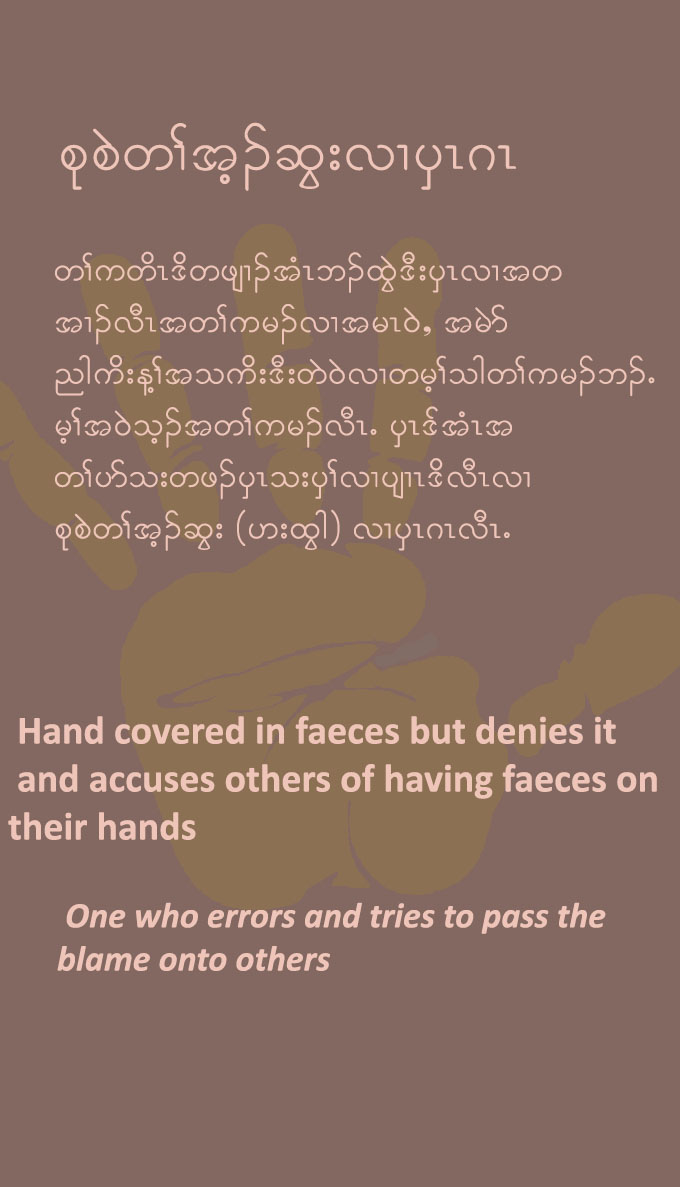 စုစဲတၢ်အ့ၣ်ဆွးလၢပှၤဂၤ
တၢ်ကတိၤဒိတဖျၢၣ်အံၤဘၣ်ထွဲဒီးပှၤလၢအတ
အၢၣ်လီၤအတၢ်ကမၣ်လၢအမၤဝဲ, အမဲာ်
ညါကိးန့ၢ်အသကိးဒီးတဲဝဲလၢတမ့ၢ်သါတၢ်ကမၣ်ဘၣ်.
မ့ၢ်အဝဲသ့ၣ်အတၢ်ကမၣ်လီၤ. ပှၤဒ်အံၤအ
တၢ်ဟ်သးတဖၣ်ပှၤသးပှၢ်လၢပျၢၤဒိလီၤလၢ
စုစဲတၢ်အ့ၣ်ဆွး (ဟးထွါ) လၢပှၤဂၤလီၤ.
Hand covered in faeces but denies it
and accuses others of having faeces on
their hands
One who errors and tries to pass the
blame onto others